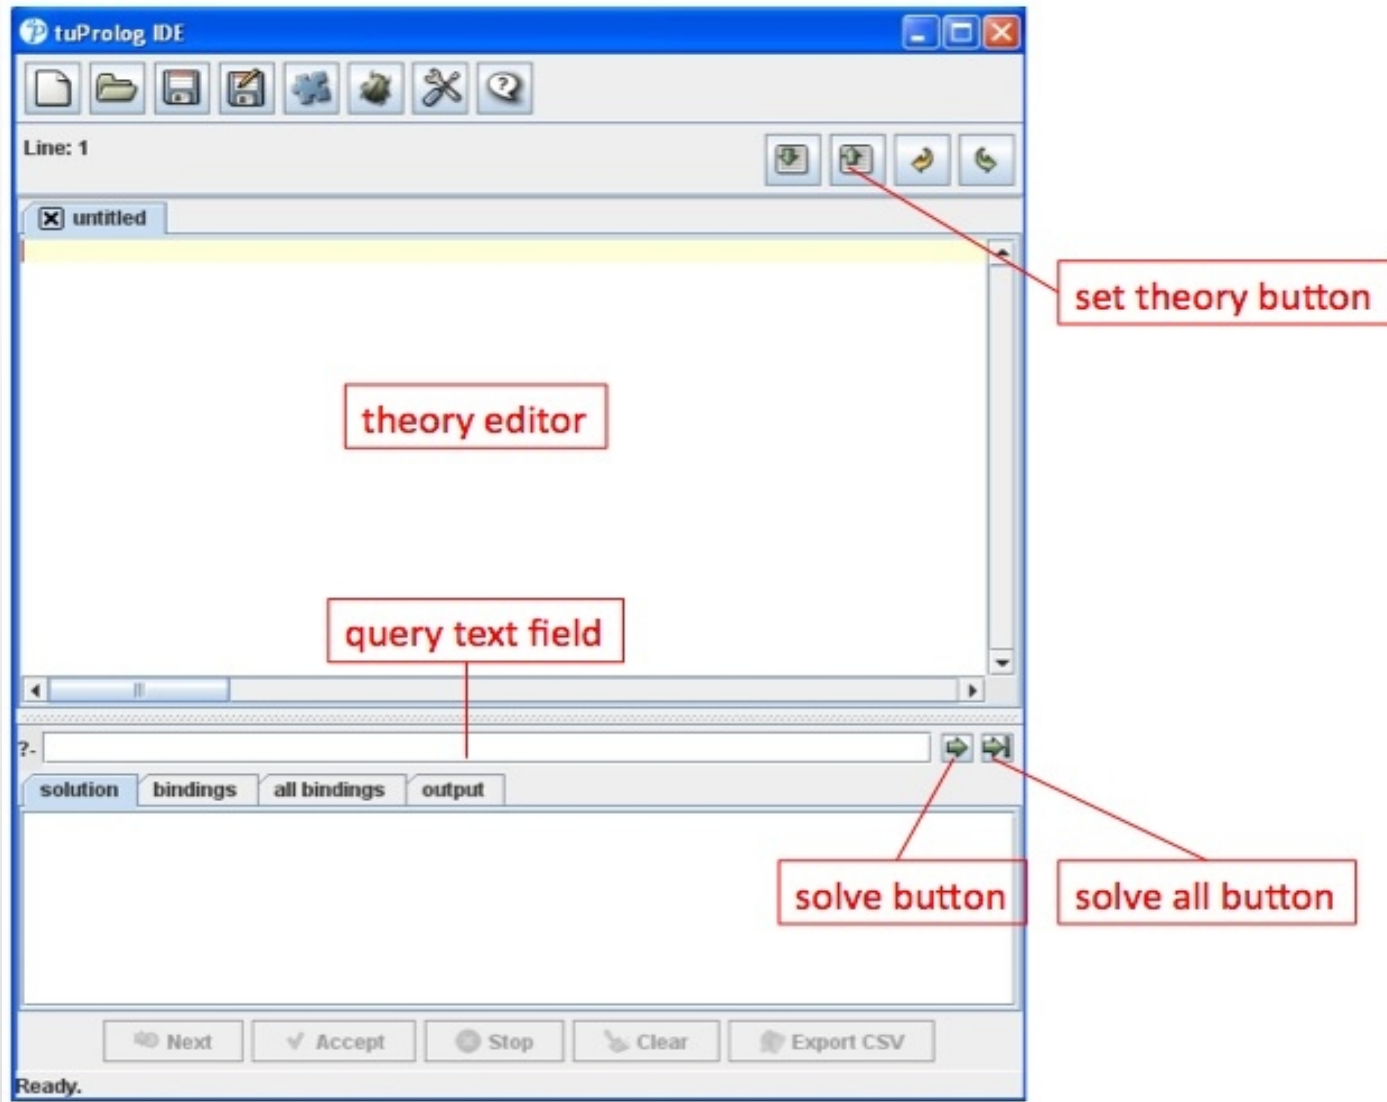 tuProlog IDE
Line: 1
untitled
set theory button
theory editor
query text field
?-
solution bindings all bindings output
solve button solve all button
Next Accept Stop Clear Export CSV
Ready.